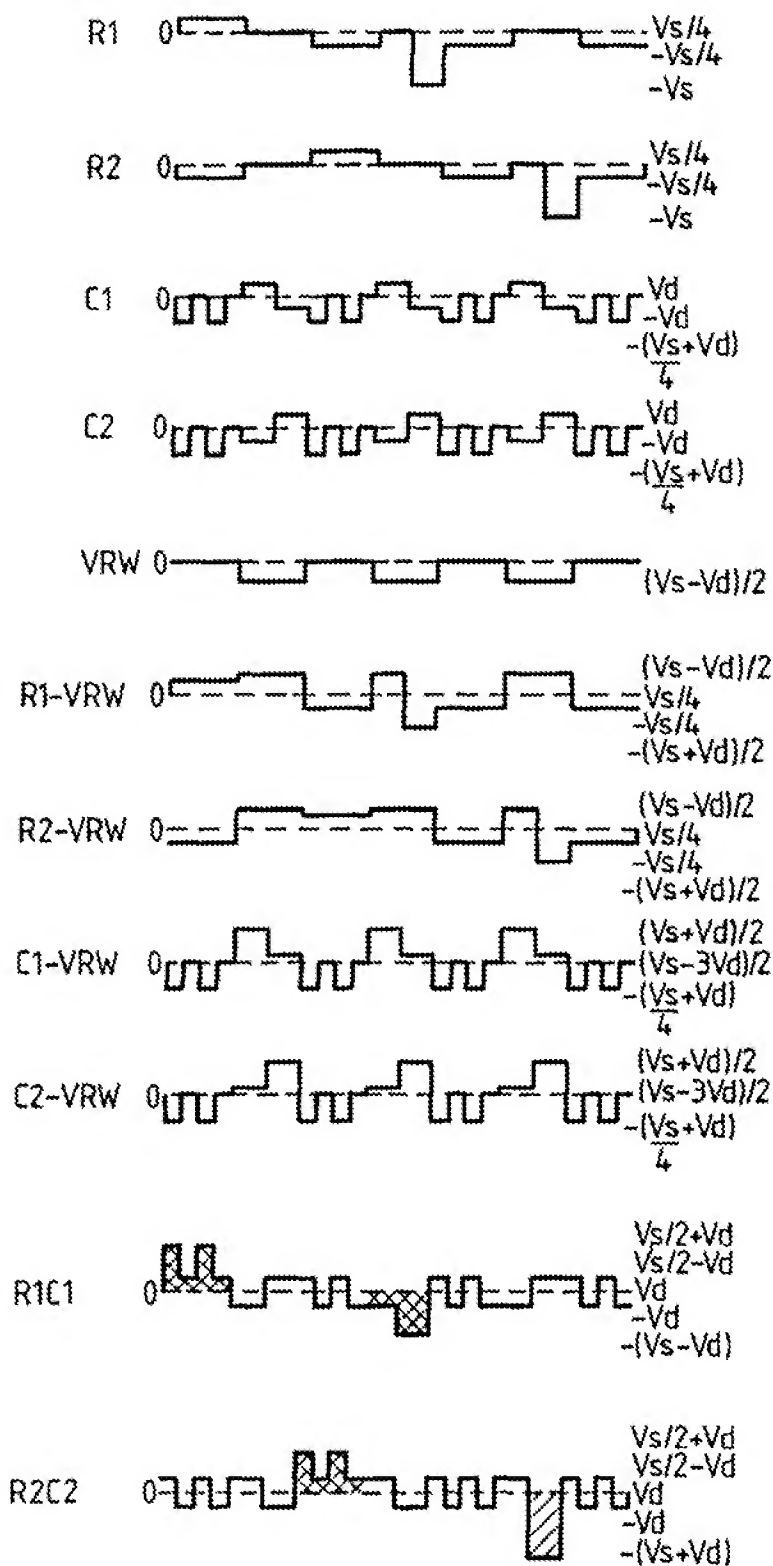 R1 0 Vs/4
-Vs/4
-Vs
R2 0 Vs/4
-Vs/4
-Vs
C1 0 Vd
-Vd
-(Vs+Vd)
4
C2 0 Vd
-Vd
-(Vs+Vd)
4
VRW 0 (Vs-Vd)/2
R1-VRW 0 (Vs-Vd)/2
Vs/4
-Vs/4
-(Vs+Vd)/2
R2-VRW 0 (Vs-Vd)/2
Vs/4
-Vs/4
-(Vs+Vd)/2
C1-VRW 0 (Vs+Vd)/2
(Vs-3Vd)/2
-(Vs+Vd)
4
C2-VRW 0 (Vs+Vd)/2
(Vs-3Vd)/2
-(Vs+Vd)
4
R1C1 0 Vs/2+Vd
Vs/2-Vd
Vd
-Vd
-(Vs-Vd)
R2C2 0 Vs/2+Vd
Vs/2-Vd
Vd
-Vd
-(Vs+Vd)